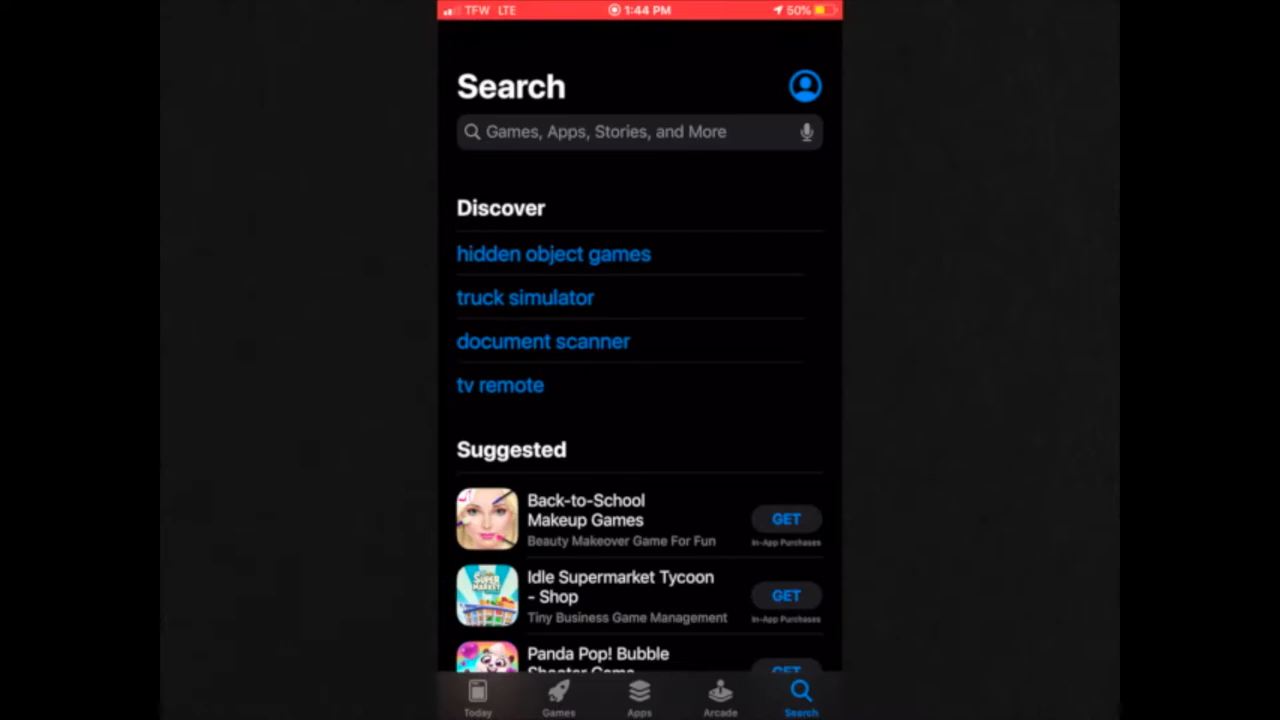 TFW LTE 1:44 PM 50%
Search
Games, Apps, Stories, and More
Discover
hidden object games
truck simulator
document scanner
tv remote
Suggested
Back-to-School
Makeup Games
Beauty Makeover Game For Fun
GET
In-App Purchases
Idle Supermarket Tycoon
- Shop
Tiny Business Game Management
GET
In-App Purchases
SUPER
MARKET
Panda Pop! Bubble
Shooter Game
GET
Today Games Apps Arcade Search